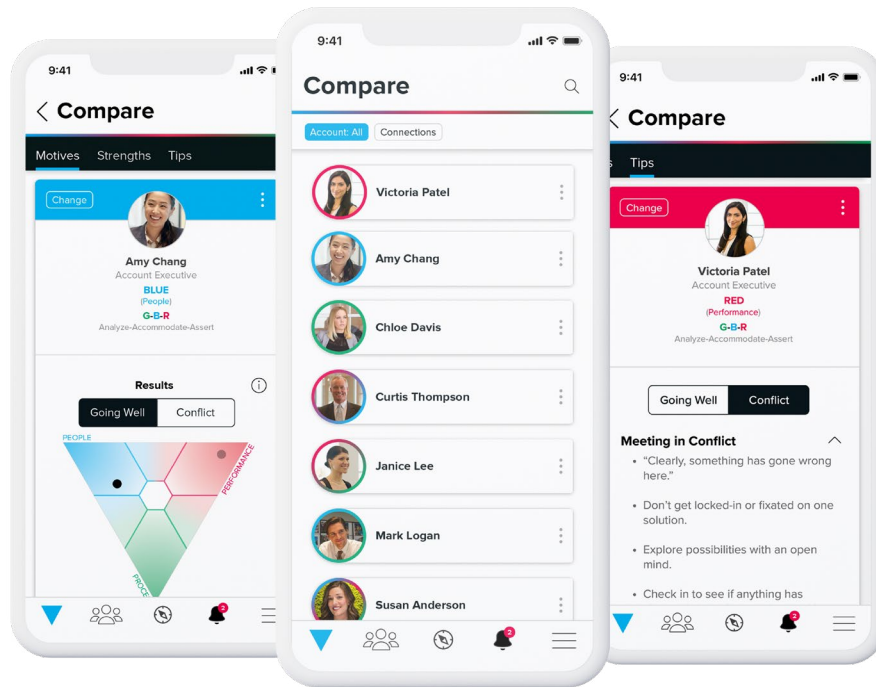 9:41
Compare
Motives Strengths Tips
Change
Amy Chang
Account Executive
BLUE
(People)
G-B-R
Analyze-Accommodate-Assert
Results
Going Well Conflict
PEOPLE
PERFORMANCE
PROCE
2
9:41
Compare
Account: All Connections
Victoria Patel
Amy Chang
Chloe Davis
Curtis Thompson
Janice Lee
Mark Logan
Susan Anderson
2
9:41
Compare
s Tips
Change
Victoria Patel
Account Executive
RED
(Performance)
G-B-R
Analyze-Accommodate-Assert
Going Well Conflict
Meeting in Conflict
• “Clearly, something has gone wrong
here.”
• Don’t get locked-in or fixated on one
solution.
• Explore possibilities with an open
mind.
• Check in to see if anything has
2